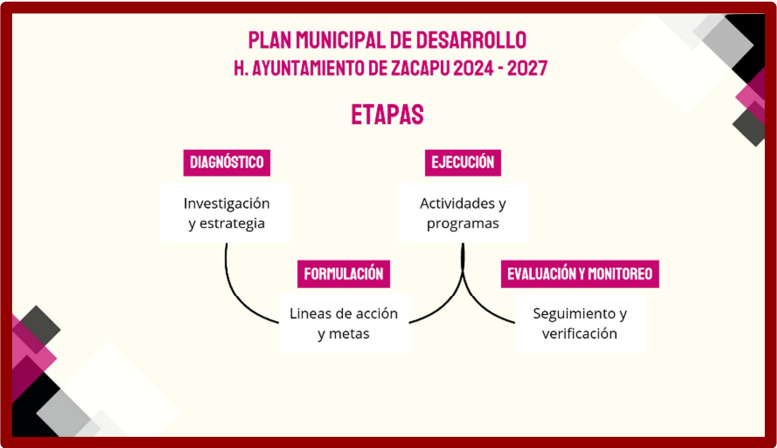 PLAN MUNICIPAL DE DESARROLLO
H. AYUNTAMIENTO DE ZACAPU 2024 - 2027
ETAPAS
DIAGNÓSTICO
Investigación
y estrategia
FORMULACIÓN
Lineas de acción
y metas
EJECUCIÓN
Actividades y
programas
EVALUACIÓN Y MONITOREO
Seguimiento y
verificación